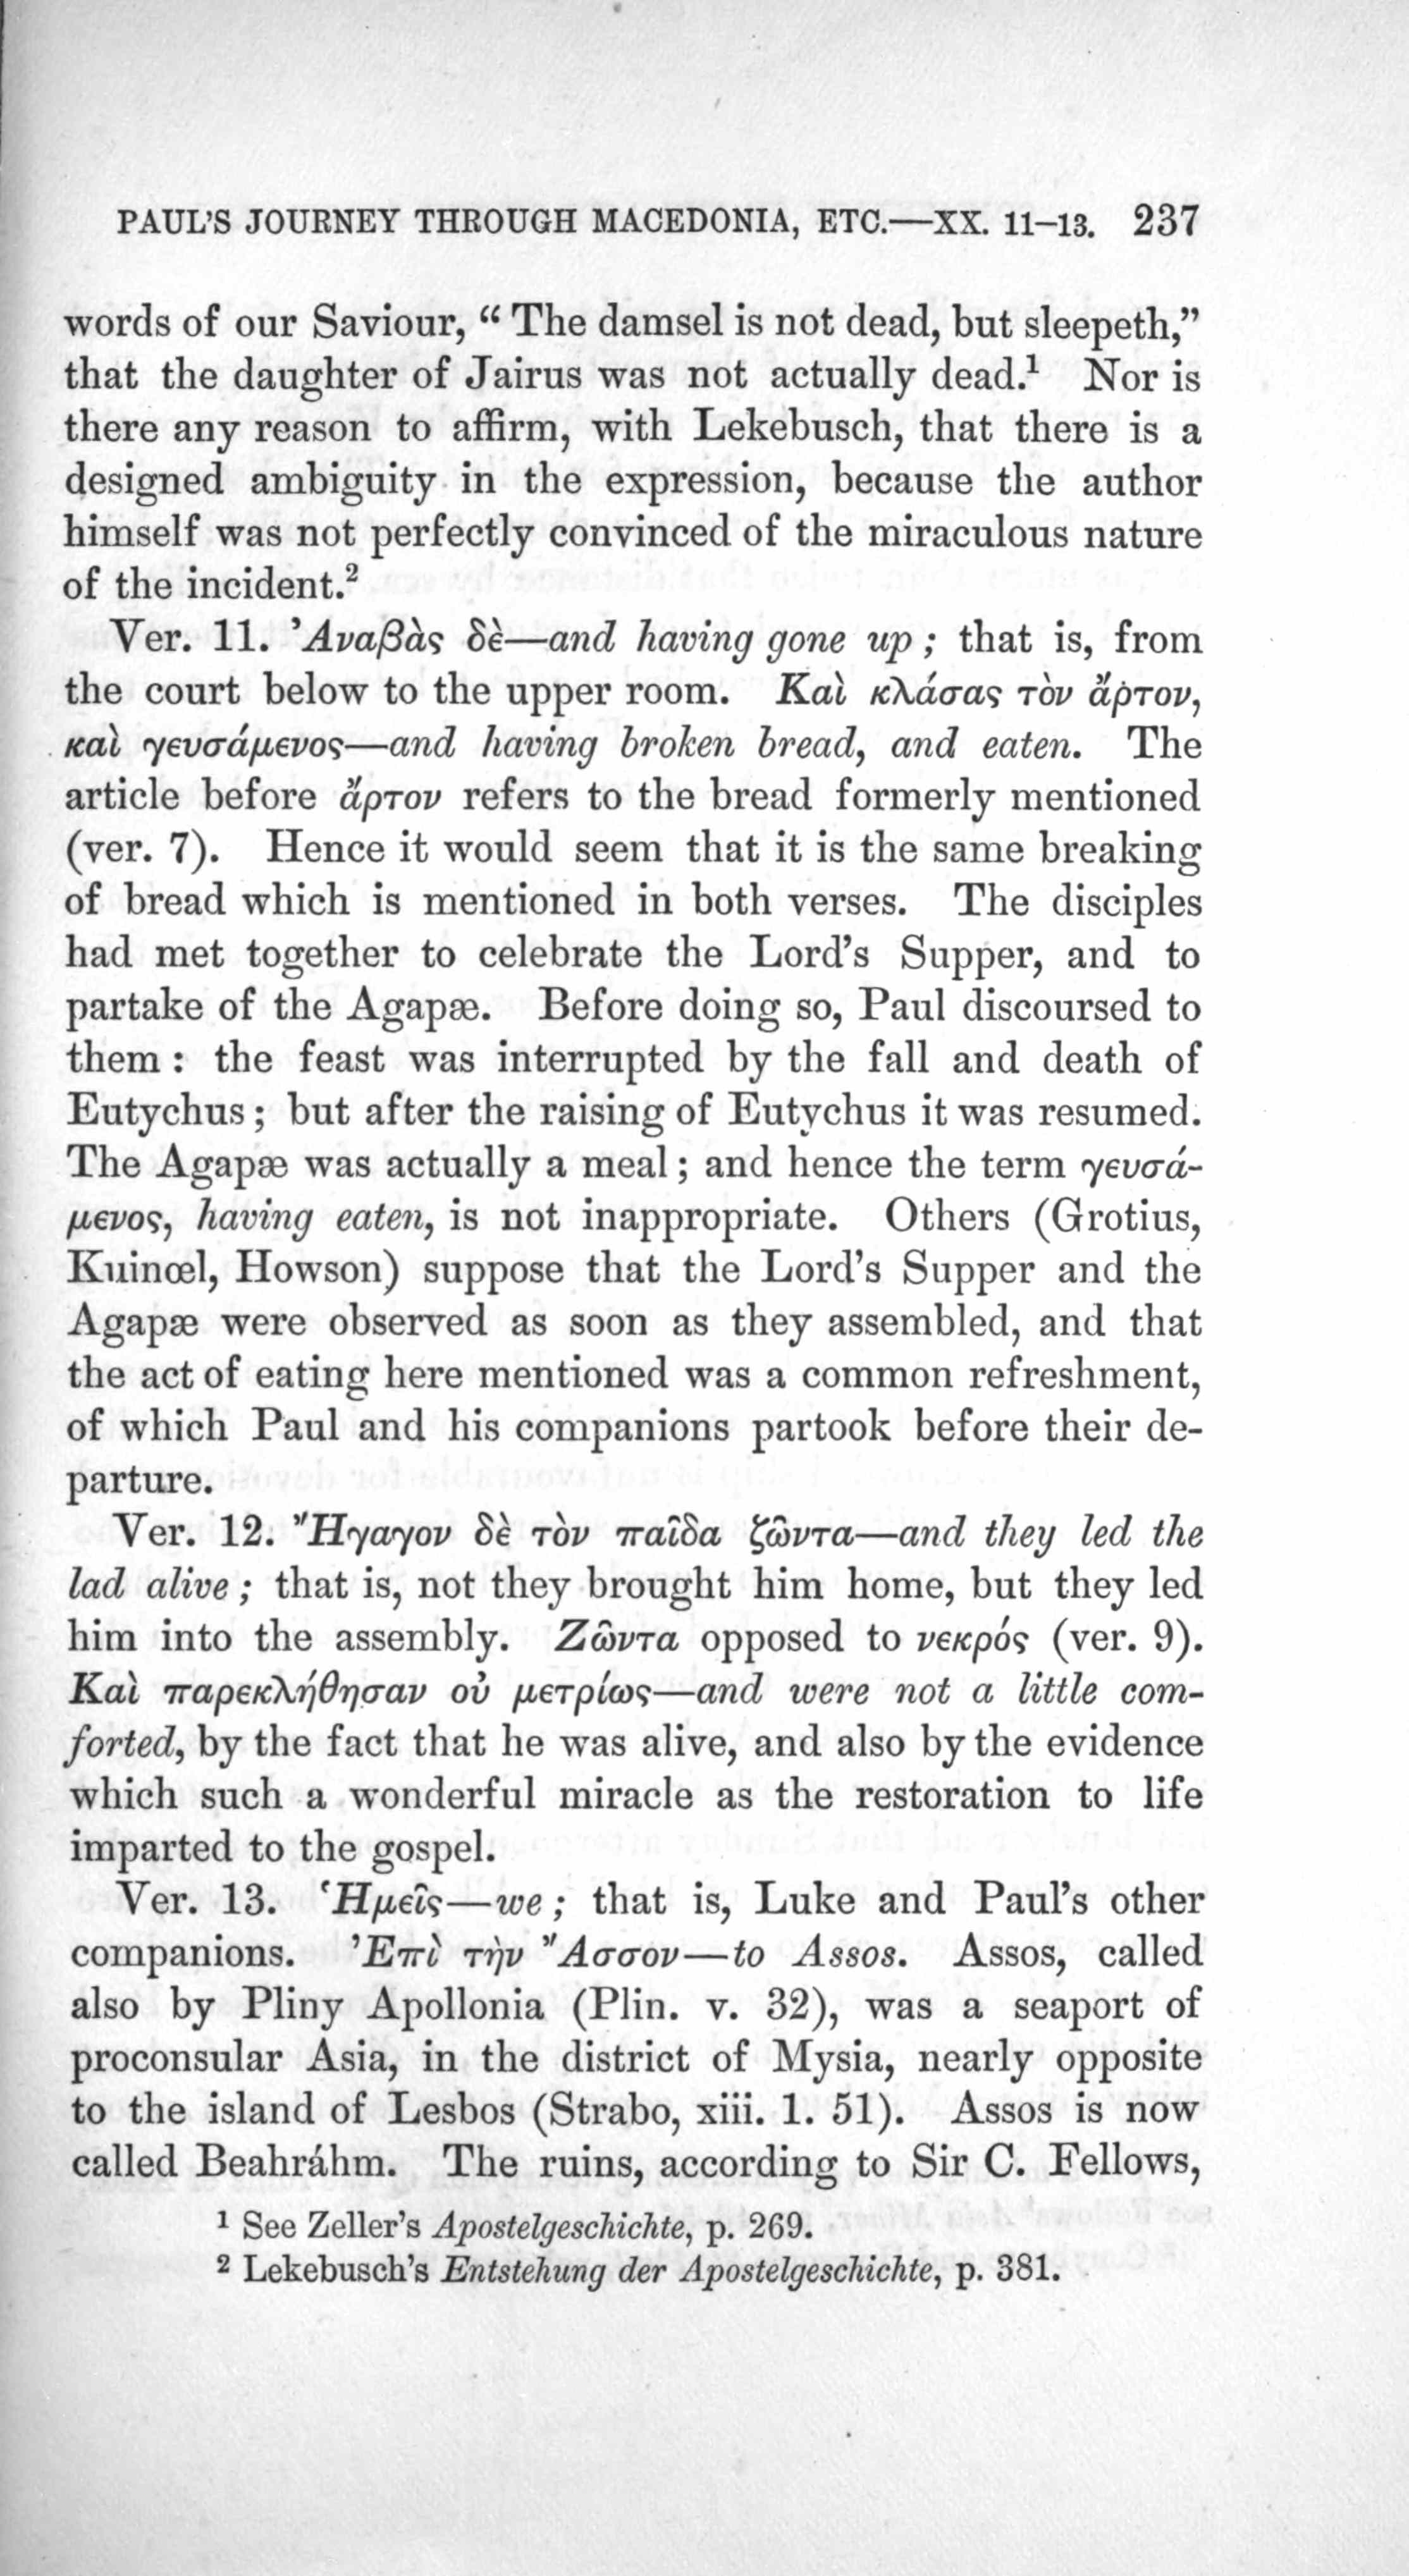 PAUL'S JOURNEY THROUGH MACEDONIA, ETC.—XX. 11–13. 237
words of our Saviour, “ The damsel is not dead, but sleepeth,”
that the daughter of Jairus was not actually dead.¹ Nor is
there any reason to affirm, with Lekebusch, that there is a
designed ambiguity in the expression, because the author
himself was not perfectly convinced of the miraculous nature
of the incident.²
Ver. 11. Ἀναβὰς δὲ—and having gone up ; that is, from
the court below to the upper room. Καὶ κλάσας τὸν ἄρτον,
καὶ γευσάμενος—and having broken bread, and eaten. The
article before ἄρτον refers to the bread formerly mentioned
(ver. 7). Hence it would seem that it is the same breaking
of bread which is mentioned in both verses. The disciples
had met together to celebrate the Lord's Supper, and to
partake of the Agapæ. Before doing so, Paul discoursed to
them : the feast was interrupted by the fall and death of
Eutychus ; but after the raising of Eutychus it was resumed.
The Agapæ was actually a meal ; and hence the term γευσά-
μενος, having eaten, is not inappropriate. Others (Grotius,
Kuinœl, Howson) suppose that the Lord's Supper and the
Agapæ were observed as soon as they assembled, and that
the act of eating here mentioned was a common refreshment,
of which Paul and his companions partook before their de-
parture.
Ver. 12. Ἤγαγον δὲ τὸν παῖδα ζῶντα—and they led the
lad alive ; that is, not they brought him home, but they led
him into the assembly. Ζῶντα opposed to νεκρός (ver. 9).
Καὶ παρεκλήθησαν οὐ μετρίως—and were not a little com-
forted, by the fact that he was alive, and also by the evidence
which such a wonderful miracle as the restoration to life
imparted to the gospel.
Ver. 13. Ἡμεῖς—we ; that is, Luke and Paul's other
companions. Ἐπὶ τὴν Ἄσσον—to Assos. Assos, called
also by Pliny Apollonia (Plin. v. 32), was a seaport of
proconsular Asia, in the district of Mysia, nearly opposite
to the island of Lesbos (Strabo, xiii. 1. 51). Assos is now
called Beahráhm. The ruins, according to Sir C. Fellows,
¹ See Zeller's Apostelgeschichte, p. 269.
² Lekebusch's Entstehung der Apostelgeschichte, p. 381.